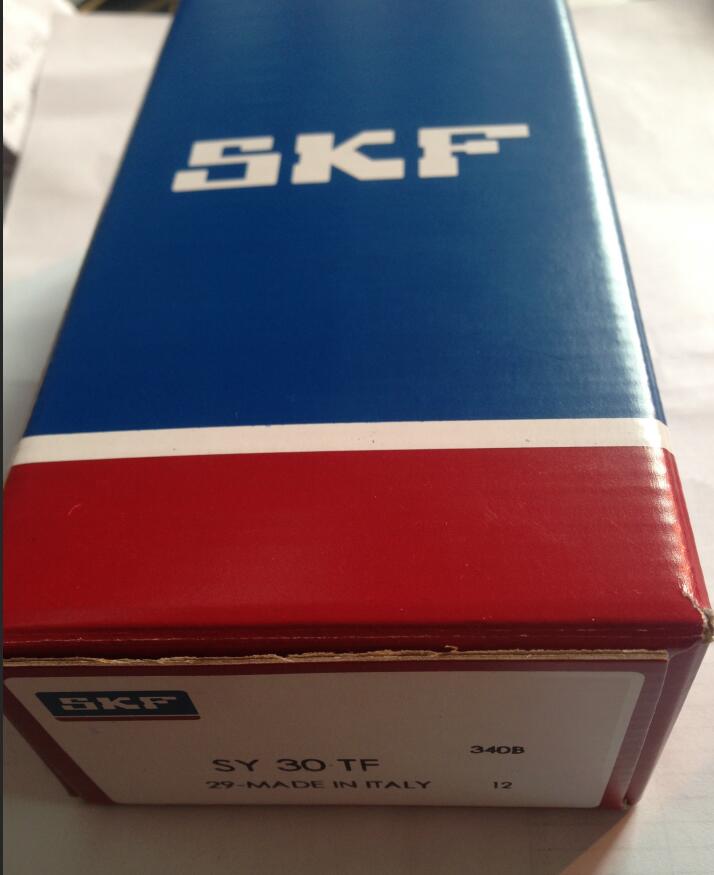 SKF
SKF
340B
SY 30 TF
29-MADE IN ITALY
12